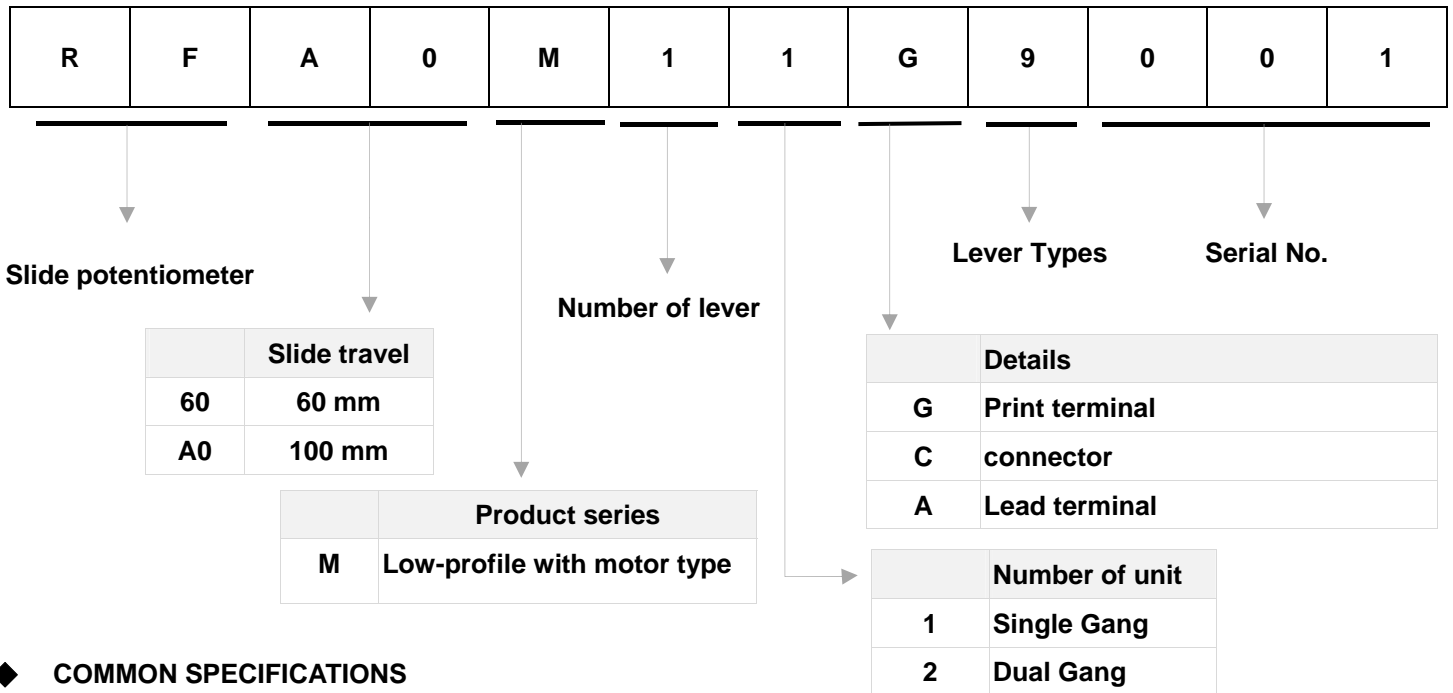 R F A 0 M 1 1 G 9 0 0 1
Slide potentiometer
Number of lever
Lever Types
Serial No.
Slide travel
60 60 mm
A0 100 mm
Product series
M Low-profile with motor type
Details
G Print terminal
C connector
A Lead terminal
Number of unit
1 Single Gang
2 Dual Gang
◆ COMMON SPECIFICATIONS